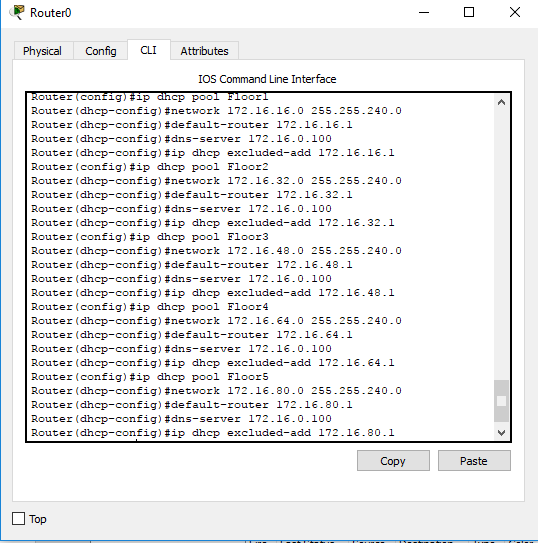 Router0
Physical Config CLI Attributes
IOS Command Line Interface
Router(config)#ip dhcp pool Floor1
Router(dhcp-config)#network 172.16.16.0 255.255.240.0
Router(dhcp-config)#default-router 172.16.16.1
Router(dhcp-config)#dns-server 172.16.0.100
Router(dhcp-config)#ip dhcp excluded-add 172.16.16.1
Router(config)#ip dhcp pool Floor2
Router(dhcp-config)#network 172.16.32.0 255.255.240.0
Router(dhcp-config)#default-router 172.16.32.1
Router(dhcp-config)#dns-server 172.16.0.100
Router(dhcp-config)#ip dhcp excluded-add 172.16.32.1
Router(config)#ip dhcp pool Floor3
Router(dhcp-config)#network 172.16.48.0 255.255.240.0
Router(dhcp-config)#default-router 172.16.48.1
Router(dhcp-config)#dns-server 172.16.0.100
Router(dhcp-config)#ip dhcp excluded-add 172.16.48.1
Router(config)#ip dhcp pool Floor4
Router(dhcp-config)#network 172.16.64.0 255.255.240.0
Router(dhcp-config)#default-router 172.16.64.1
Router(dhcp-config)#dns-server 172.16.0.100
Router(dhcp-config)#ip dhcp excluded-add 172.16.64.1
Router(config)#ip dhcp pool Floor5
Router(dhcp-config)#network 172.16.80.0 255.255.240.0
Router(dhcp-config)#default-router 172.16.80.1
Router(dhcp-config)#dns-server 172.16.0.100
Router(dhcp-config)#ip dhcp excluded-add 172.16.80.1
Copy Paste
Top